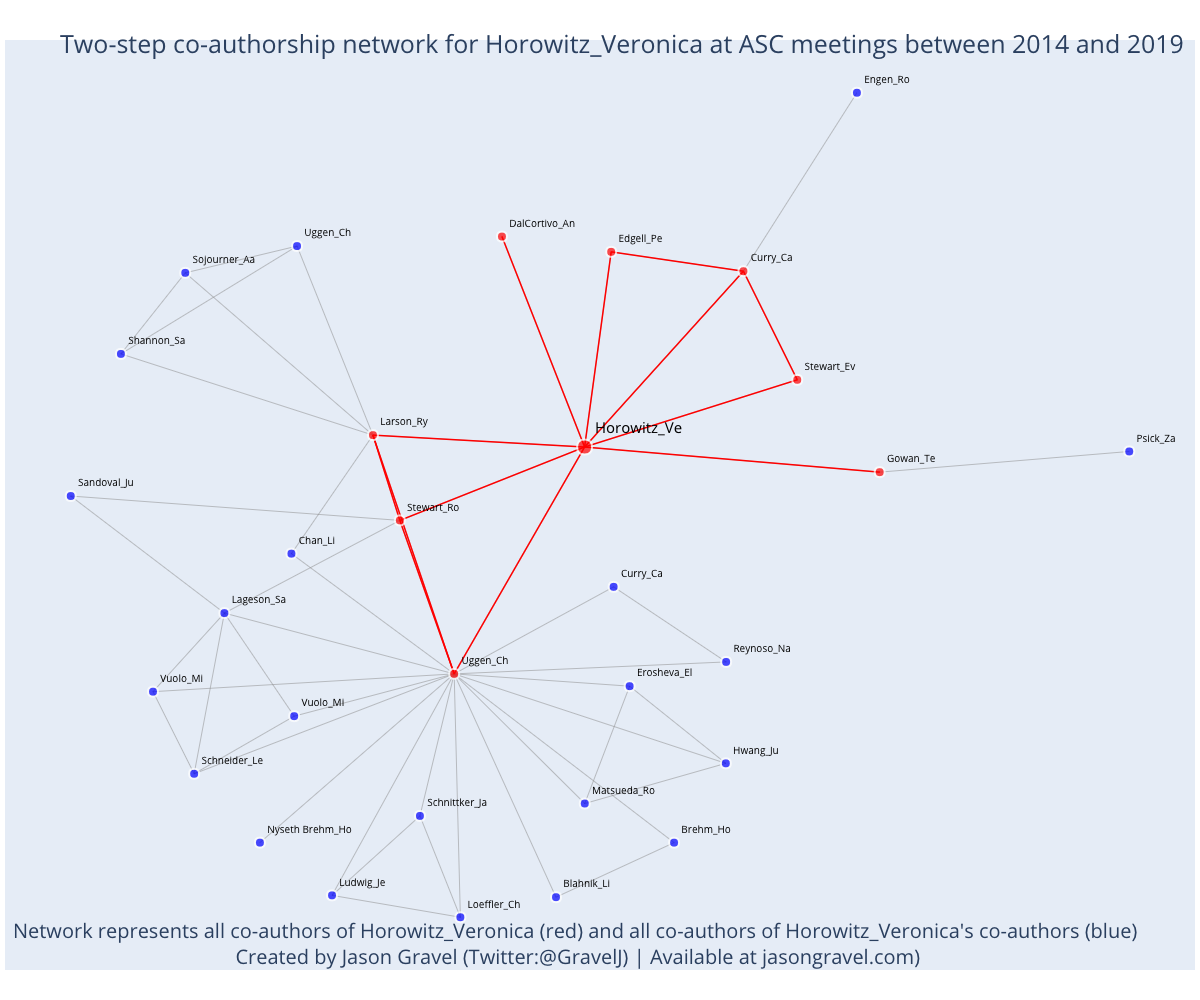 Two-step co-authorship network for Horowitz_Veronica at ASC meetings between 2014 and 2019
Engen_Ro
DalCortivo_An
Uggen_Ch
Edgell_Pe
Sojourner_Aa
Curry_Ca
Shannon_Sa
Stewart_Ev
Larson_Ry
Horowitz_Ve
Psick_Za
Gowan_Te
Sandoval_Ju
Stewart_Ro
Chan_Li
Curry_Ca
Lageson_Sa
Reynoso_Na
Uggen_Ch
Erosheva_El
Vuolo_Mi
Vuolo_Mi
Hwang_Ju
Schneider_Le
Matsueda_Ro
Schnittker_Ja
Nyseth Brehm_Ho
Brehm_Ho
Ludwig_Je
Blahnik_Li
Loeffler_Ch
Network represents all co-authors of Horowitz_Veronica (red) and all co-authors of Horowitz_Veronica's co-authors (blue)
Created by Jason Gravel (Twitter:@GravelJ) | Available at jasongravel.com)